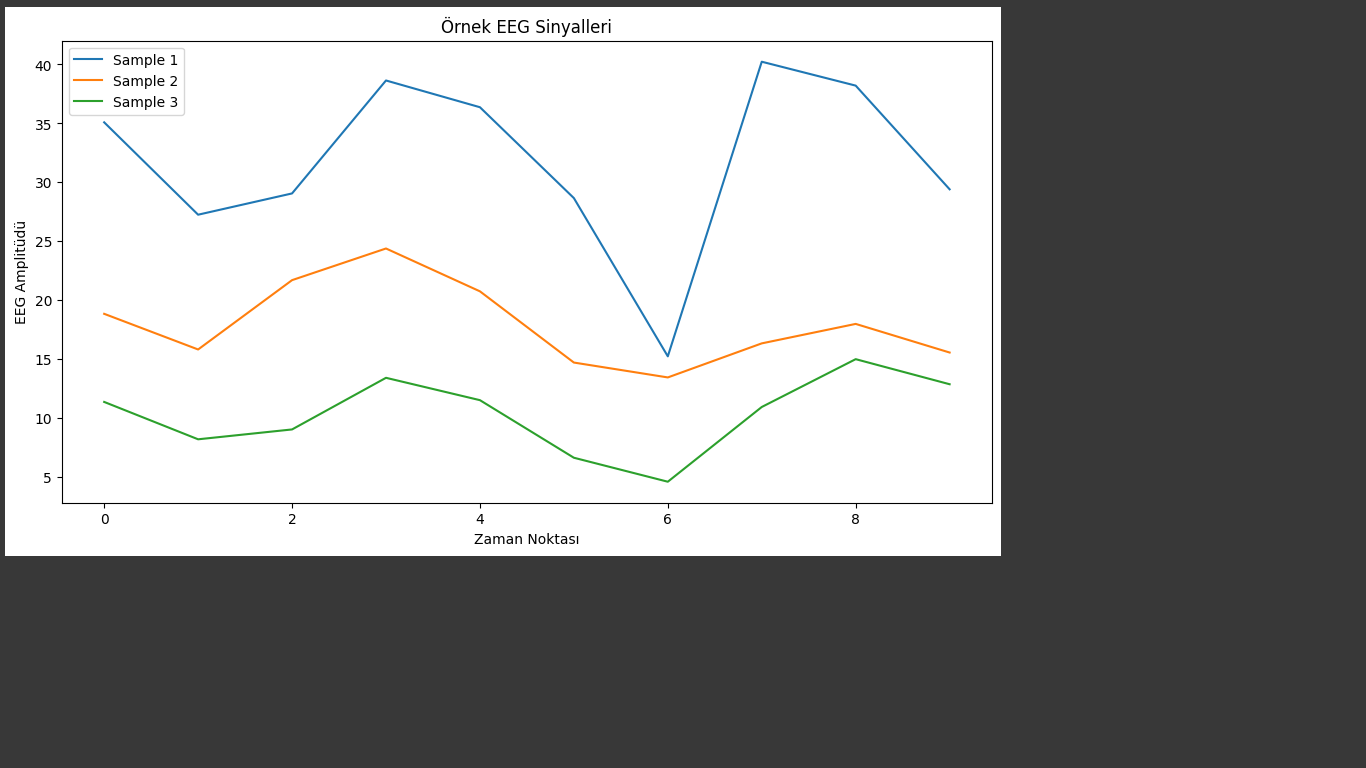 Örnek EEG Sinyalleri
Sample 1
Sample 2
Sample 3
EEG Amplitüdü
40
35
30
25
20
15
10
5
0 2 4 6 8
Zaman Noktası